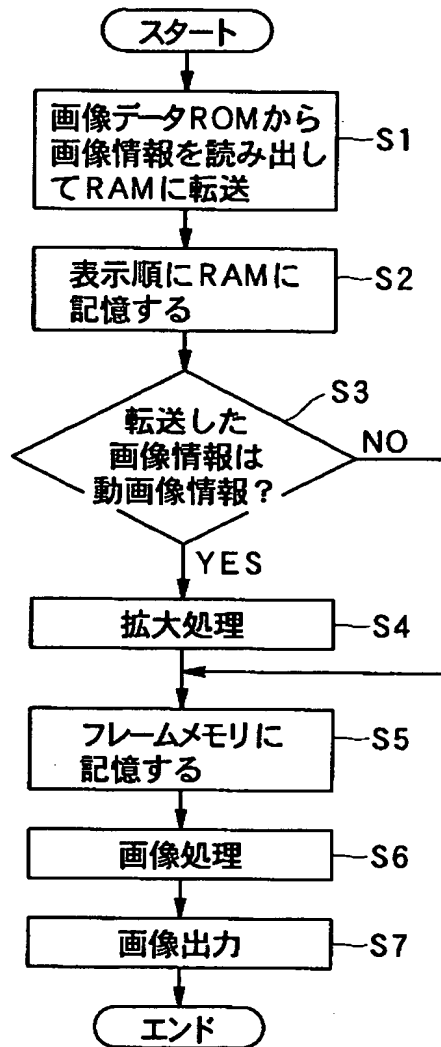 スタート
画像データROMから
画像情報を読み出し
てRAMに転送
S1
表示順にRAMに
記憶する
S2
S3
転送した
画像情報は
動画像情報?
NO
YES
拡大処理
S4
フレームメモリに
記憶する
S5
画像処理
S6
画像出力
S7
エンド